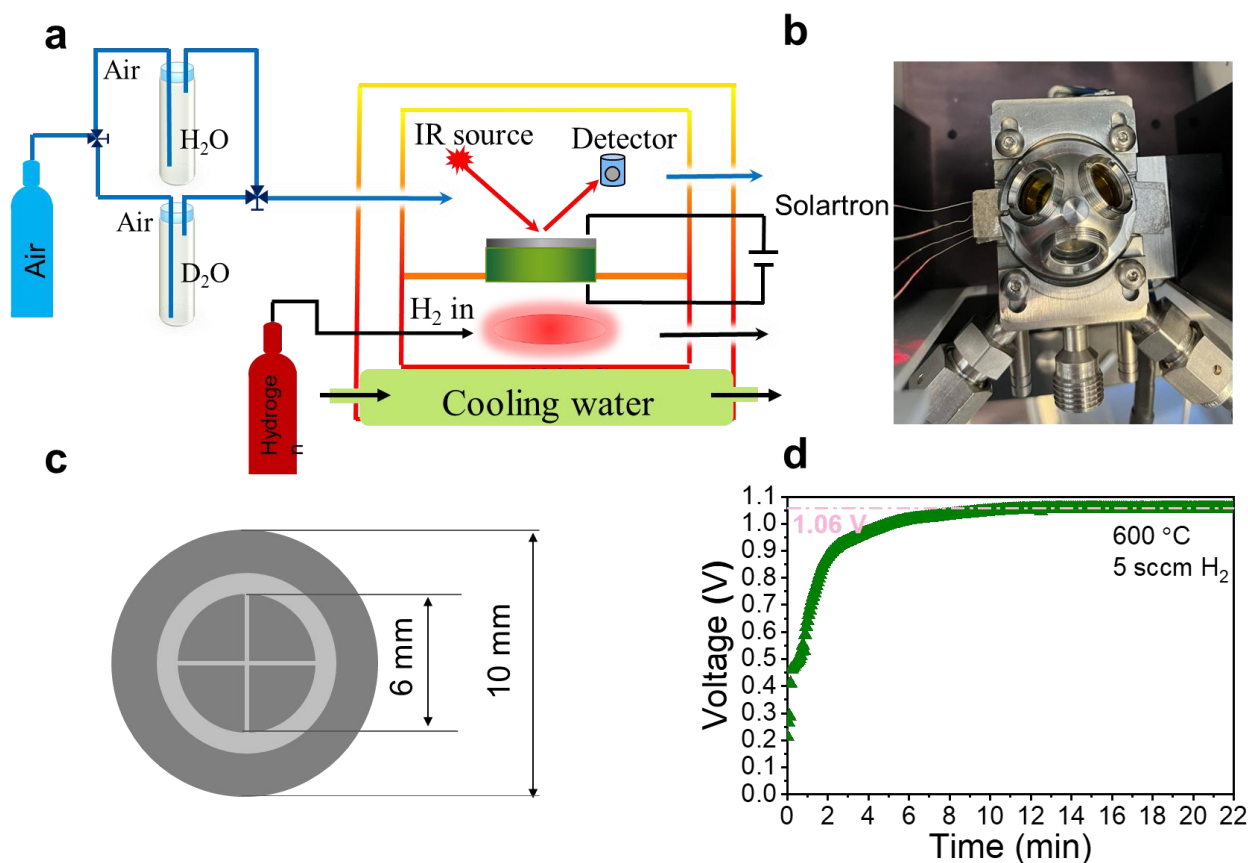 a
Air
H₂O
Air
D₂O
Air
IR source
Detector
Solartron
H₂ in
Hydroge
n
Cooling water
b
c
6 mm
10 mm
d
1.1
1.0
0.9
0.8
0.7
0.6
0.5
0.4
0.3
0.2
0.1
0.0
Voltage (V)
1.06 V
600 °C
5 sccm H₂
0 2 4 6 8 10 12 14 16 18 20 22
Time (min)